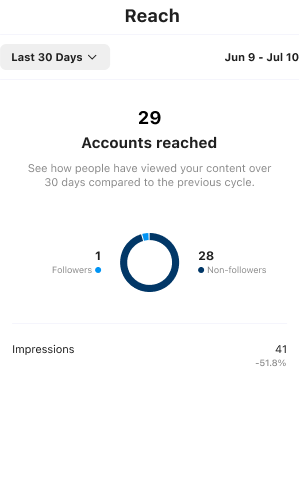 Reach
Last 30 Days
Jun 9 - Jul 10
29
Accounts reached
See how people have viewed your content over
30 days compared to the previous cycle.
1
Followers
28
Non-followers
Impressions
41
-51.8%